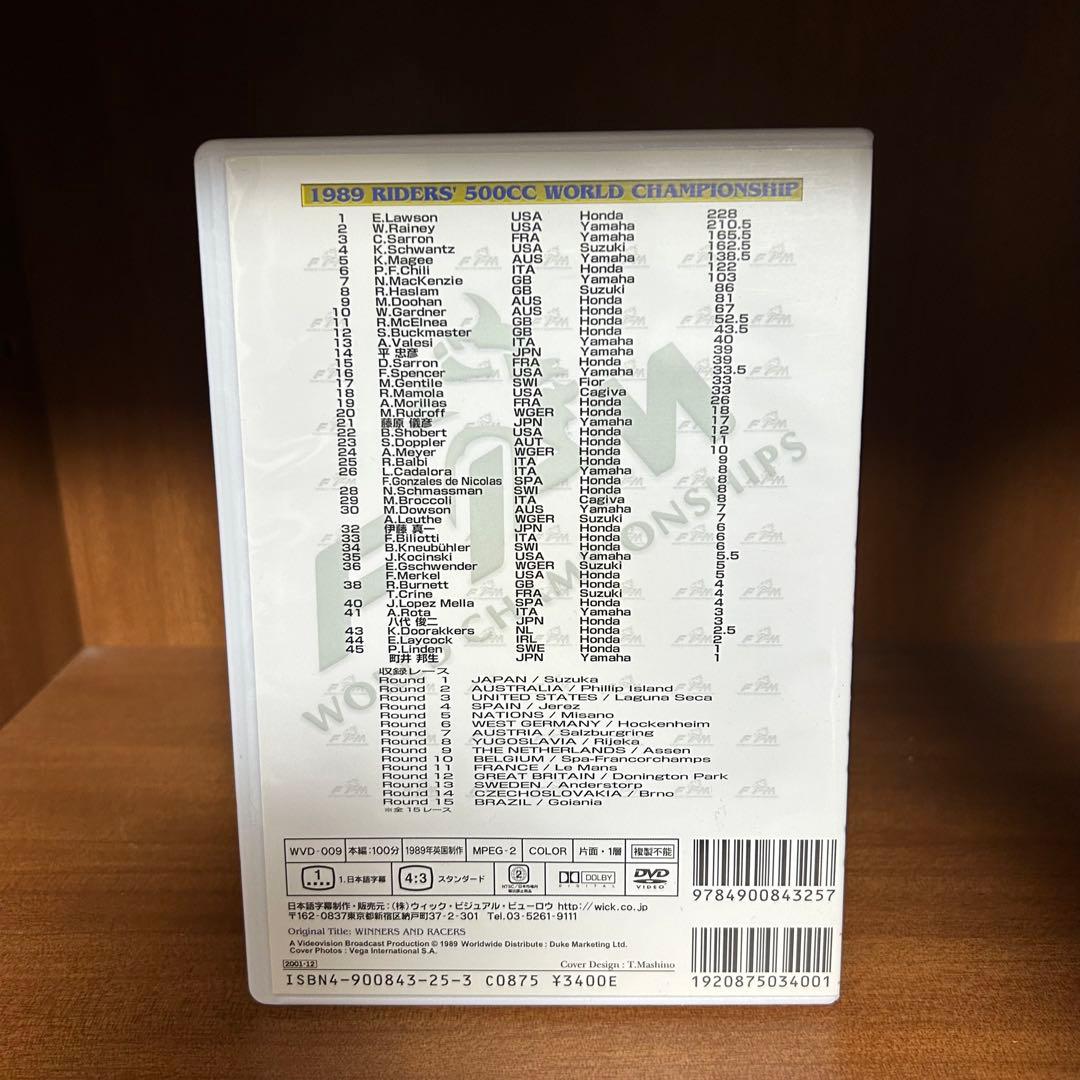 1989 RIDERS' 500CC WORLD CHAMPIONSHIP
1 E.Lawson USA Honda 228
2 W.Rainey USA Yamaha 210.5
3 C.Sarron FRA Yamaha 165.5
4 K.Schwantz USA Suzuki 162.5
5 K.Magee AUS Yamaha 138.5
6 P.F.Chili ITA Honda 122
7 N.MacKenzie GB Yamaha 103
8 R.Haslam GB Suzuki 86
9 M.Doohan AUS Honda 81
10 W.Gardner AUS Honda 67
11 R.McElnea GB Honda 52.5
12 S.Buckmaster GB Honda 43.5
13 A.Valesi ITA Yamaha 40
14 平 忠彦 JPN Yamaha 39
15 D.Sarron FRA Honda 39
16 F.Spencer USA Yamaha 33.5
17 M.Gentile SWI Fior 33
18 R.Mamola USA Cagiva 33
19 A.Morillas FRA Honda 26
20 M.Rudroff WGER Honda 18
21 藤原 儀彦 JPN Yamaha 17
22 B.Shobert USA Honda 12
23 S.Doppler AUT Honda 11
24 A.Meyer WGER Honda 10
25 R.Balbi ITA Honda 9
26 L.Cadalora ITA Yamaha 8
F.Gonzales de Nicolas SPA Honda 8
28 N.Schmassman SWI Honda 8
29 M.Broccoli ITA Cagiva 8
30 M.Dowson AUS Yamaha 7
A.Leuthe WGER Suzuki 7
32 伊藤 真一 JPN Honda 6
33 F.Biliotti ITA Honda 6
34 B.Kneubühler SWI Honda 6
35 J.Kocinski USA Yamaha 5.5
36 E.Gschwender WGER Suzuki 5
F.Merkel USA Honda 5
38 R.Burnett GB Honda 4
T.Crine FRA Suzuki 4
40 J.Lopez Mella SPA Honda 4
41 A.Rota ITA Yamaha 3
八代 俊二 JPN Honda 3
43 K.Doorakkers NL Honda 2.5
44 E.Laycock IRL Honda 2
45 P.Linden SWE Honda 1
町井 邦生 JPN Yamaha 1
収録レース
Round 1 JAPAN / Suzuka
Round 2 AUSTRALIA / Phillip Island
Round 3 UNITED STATES / Laguna Seca
Round 4 SPAIN / Jerez
Round 5 NATIONS / Misano
Round 6 WEST GERMANY / Hockenheim
Round 7 AUSTRIA / Salzburgring
Round 8 YUGOSLAVIA / Rijeka
Round 9 THE NETHERLANDS / Assen
Round 10 BELGIUM / Spa-Francorchamps
Round 11 FRANCE / Le Mans
Round 12 GREAT BRITAIN / Donington Park
Round 13 SWEDEN / Anderstorp
Round 14 CZECHOSLOVAKIA / Brno
Round 15 BRAZIL / Goiania
※全15レース
WORLD CHAMPIONSHIPS
WVD-009 本編:100分 1989年英国制作 MPEG-2 COLOR 片面・1層 複製不能
1 1.日本語字幕 4:3 スタンダード 2 DOLBY DIGITAL DVD VIDEO
日本語字幕制作・販売元:(株)ウィック・ビジュアル・ビューロウ http://wick.co.jp
〒162-0837東京都新宿区納戸町37-2-301 Tel.03-5261-9111
Original Title: WINNERS AND RACERS
A Videovision Broadcast Production © 1989 Worldwide Distribute : Duke Marketing Ltd.
Cover Photos : Vega International S.A.
2001-12 Cover Design : T.Mashino
ISBN4-900843-25-3 C0875 ¥3400E
9784900843257
1920875034001